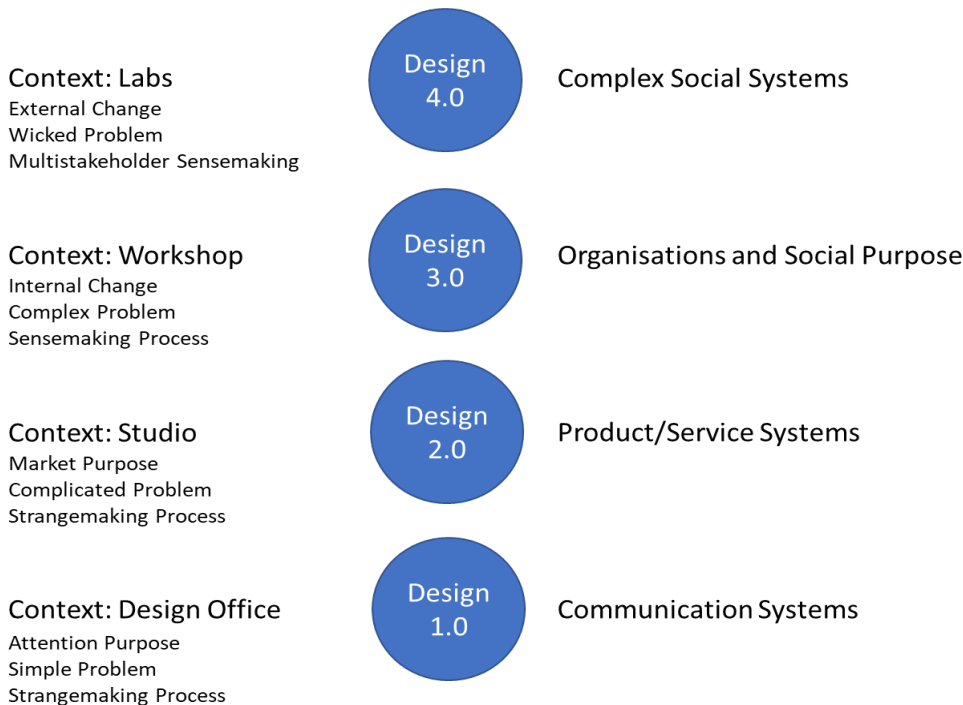 Context: Labs
External Change
Wicked Problem
Multistakeholder Sensemaking
Design
4.0
Complex Social Systems
Context: Workshop
Internal Change
Complex Problem
Sensemaking Process
Design
3.0
Organisations and Social Purpose
Context: Studio
Market Purpose
Complicated Problem
Strangemaking Process
Design
2.0
Product/Service Systems
Context: Design Office
Attention Purpose
Simple Problem
Strangemaking Process
Design
1.0
Communication Systems